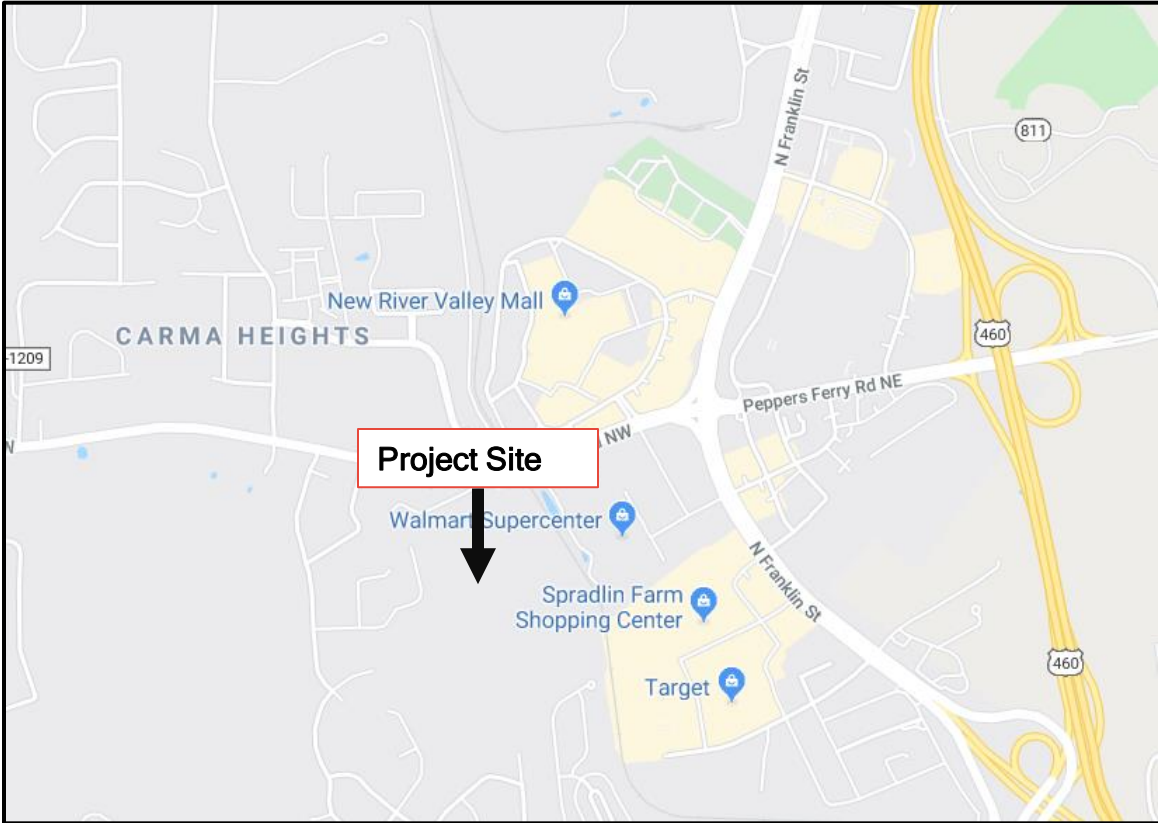 N Franklin St
811
New River Valley Mall
CARMA HEIGHTS
460
-1209
Peppers Ferry Rd NE
NW
Project Site
Walmart Supercenter
N Franklin St
Spradlin Farm
Shopping Center
460
Target